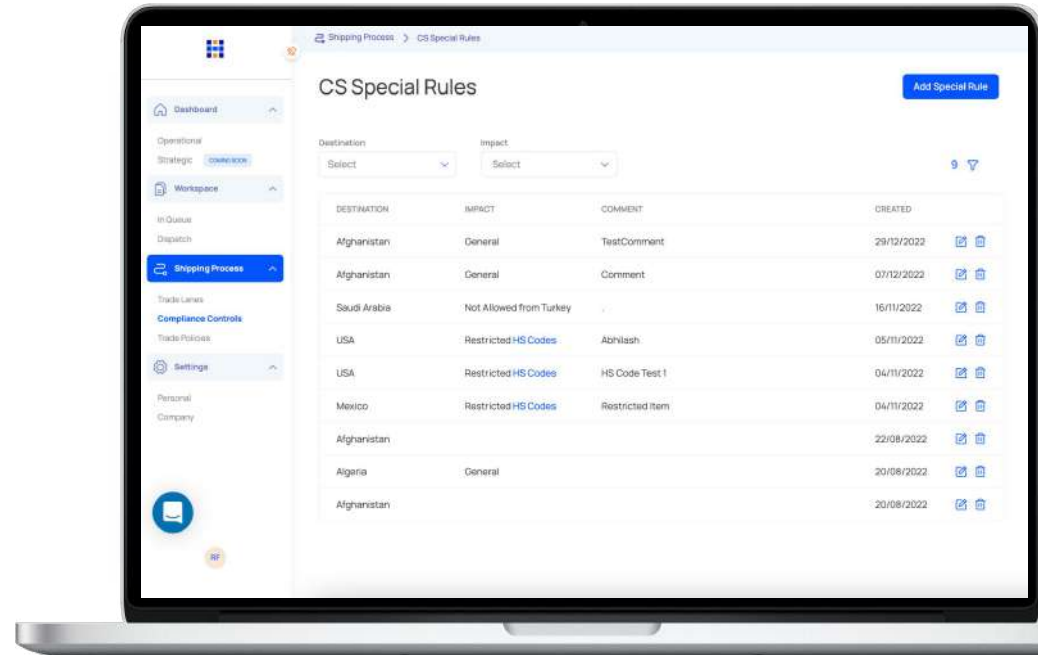 Shipping Process > CS Special Rules
CS Special Rules
Add Special Rule
Dashboard
Operational
Strategic COMING SOON
Workspace
In Queue
Dispatch
Shipping Process
Trade Lanes
Compliance Controls
Trade Policies
Settings
Personal
Company
RF
Destination Impact
Select Select
9
DESTINATION IMPACT COMMENT CREATED
Afghanistan General TestComment 29/12/2022
Afghanistan General Comment 07/12/2022
Saudi Arabia Not Allowed from Turkey . 16/11/2022
USA Restricted HS Codes Abhilash 05/11/2022
USA Restricted HS Codes HS Code Test 1 04/11/2022
Mexico Restricted HS Codes Restricted Item 04/11/2022
Afghanistan 22/08/2022
Algeria General 20/08/2022
Afghanistan 20/08/2022